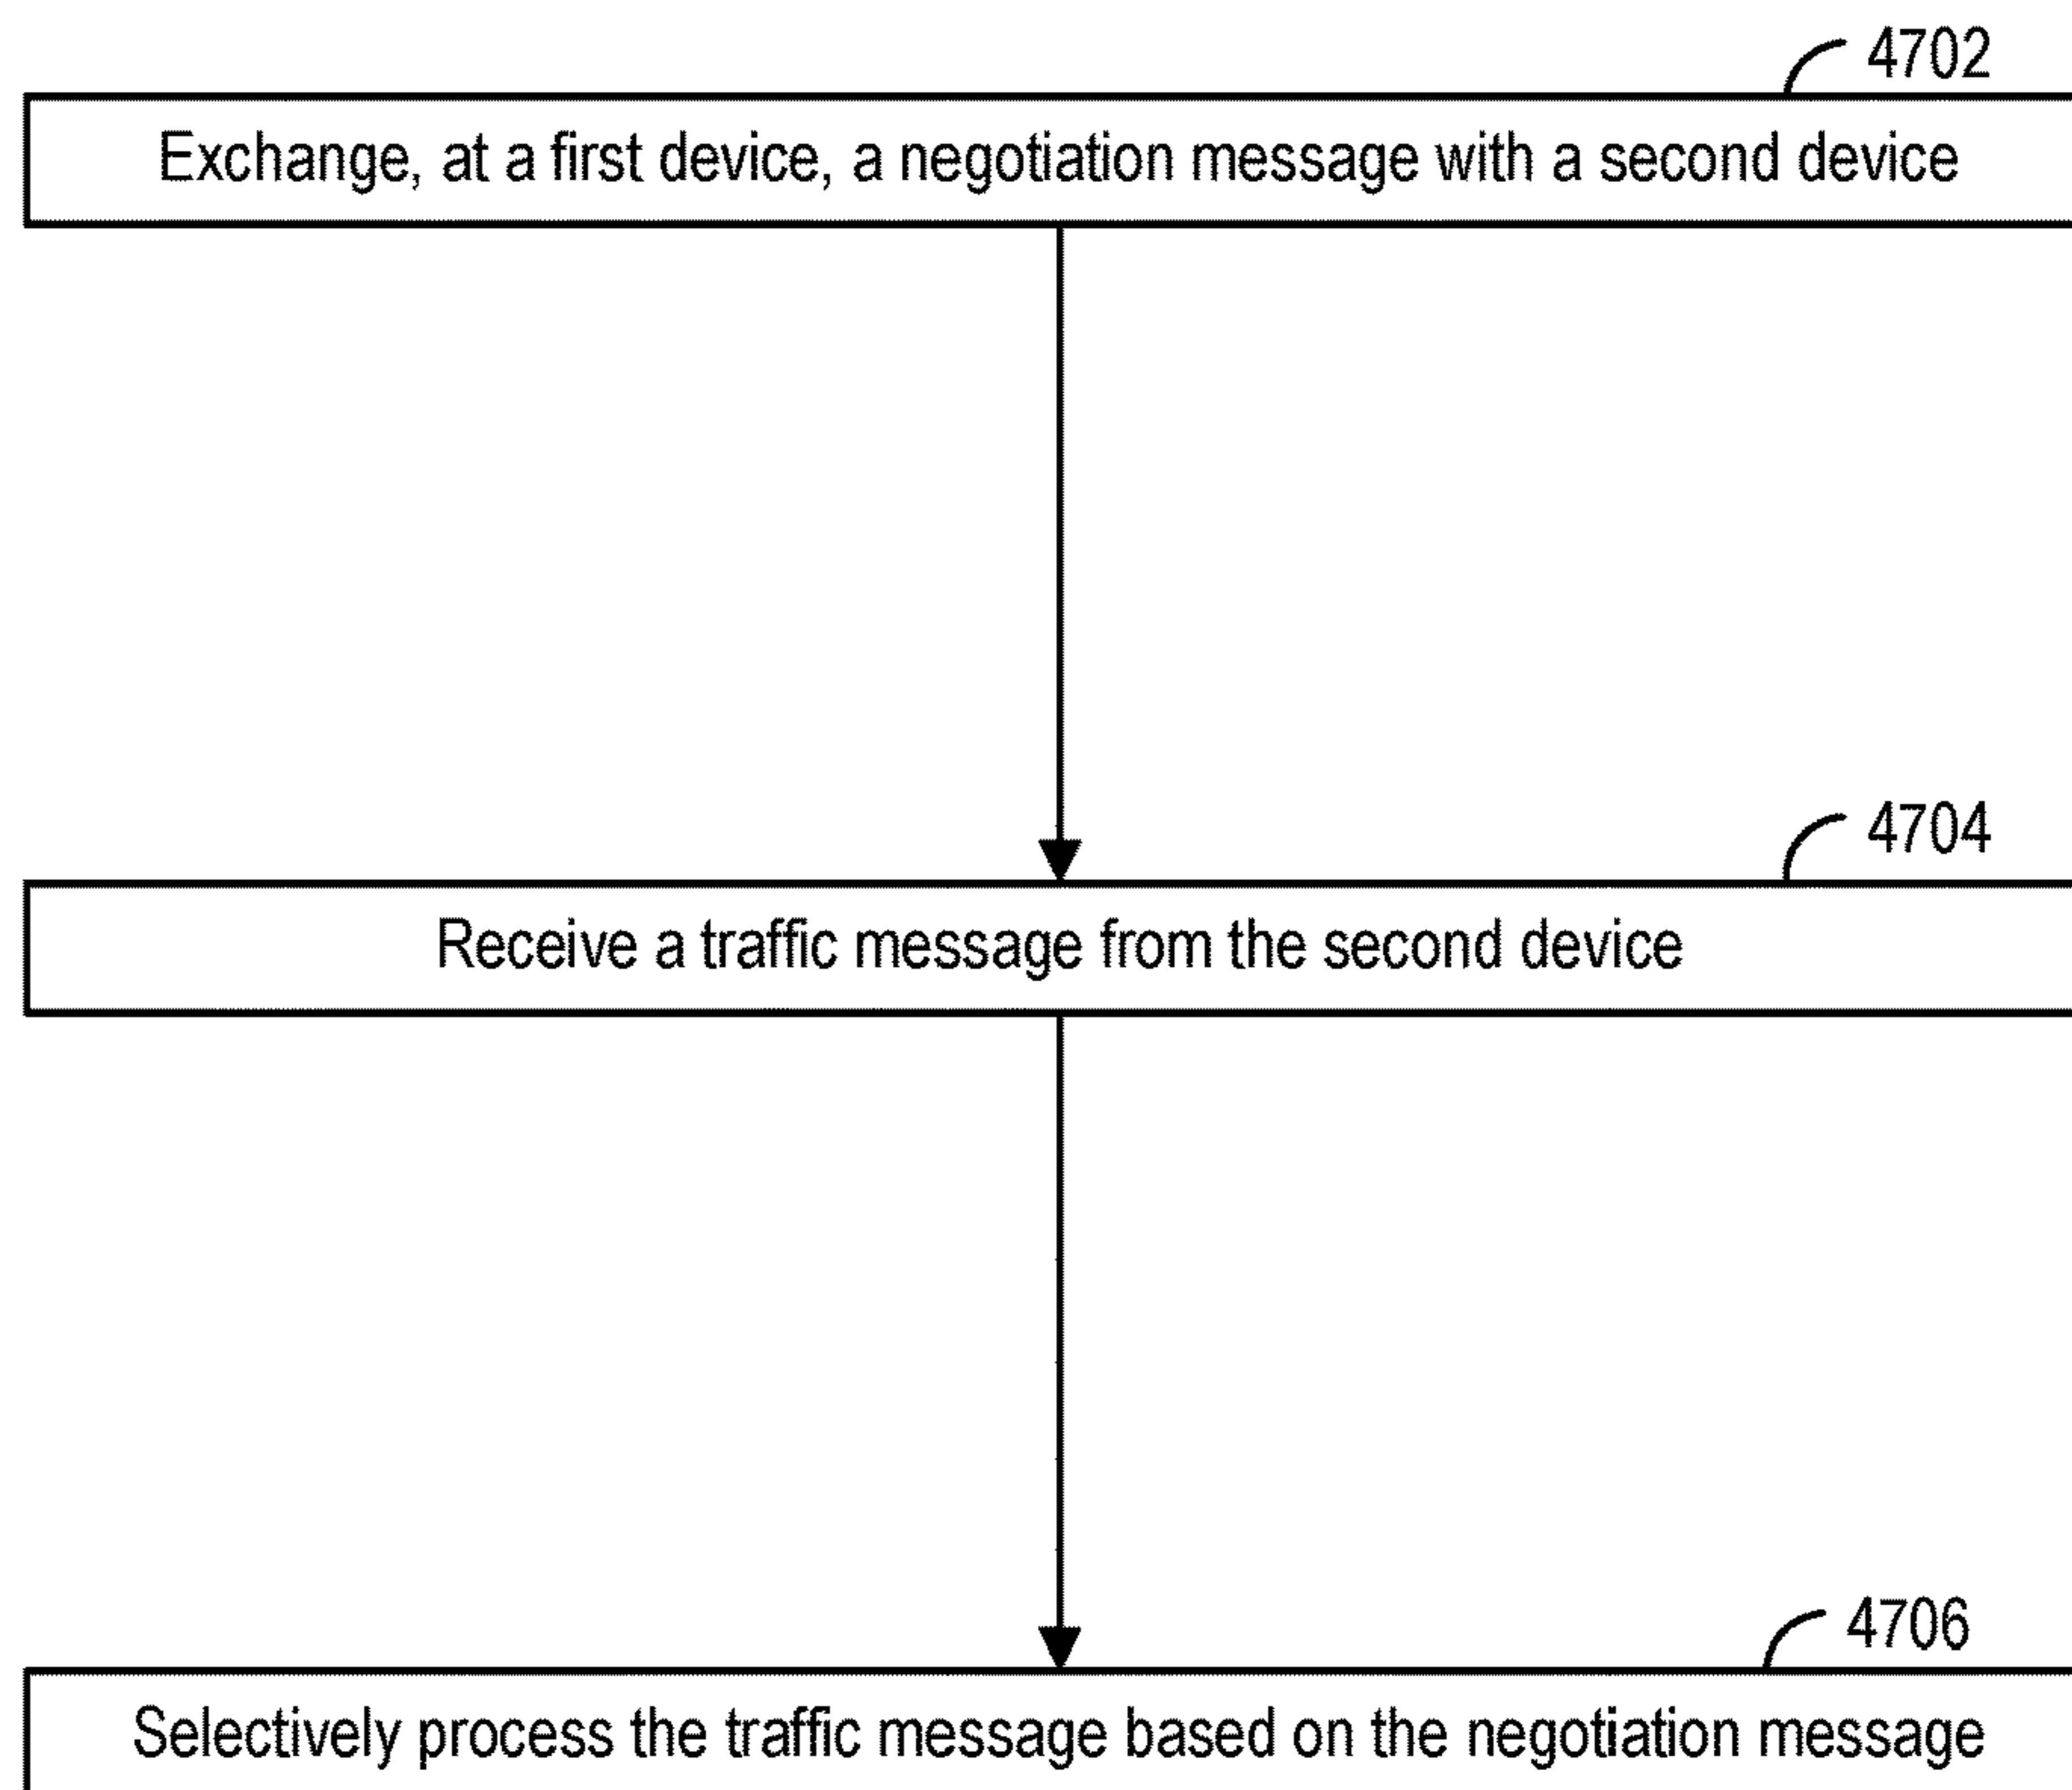 4702
Exchange, at a first device, a negotiation message with a second device
4704
Receive a traffic message from the second device
4706
Selectively process the traffic message based on the negotiation message